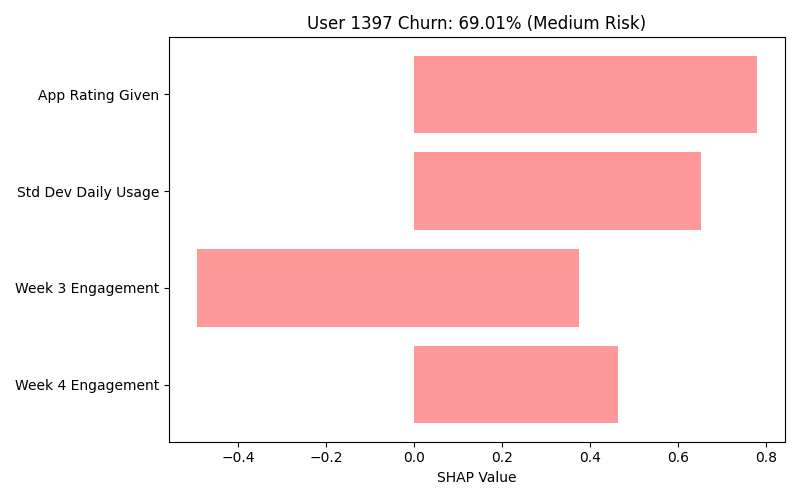 User 1397 Churn: 69.01% (Medium Risk)
App Rating Given
Std Dev Daily Usage
Week 3 Engagement
Week 4 Engagement
−0.4 −0.2 0.0 0.2 0.4 0.6 0.8
SHAP Value